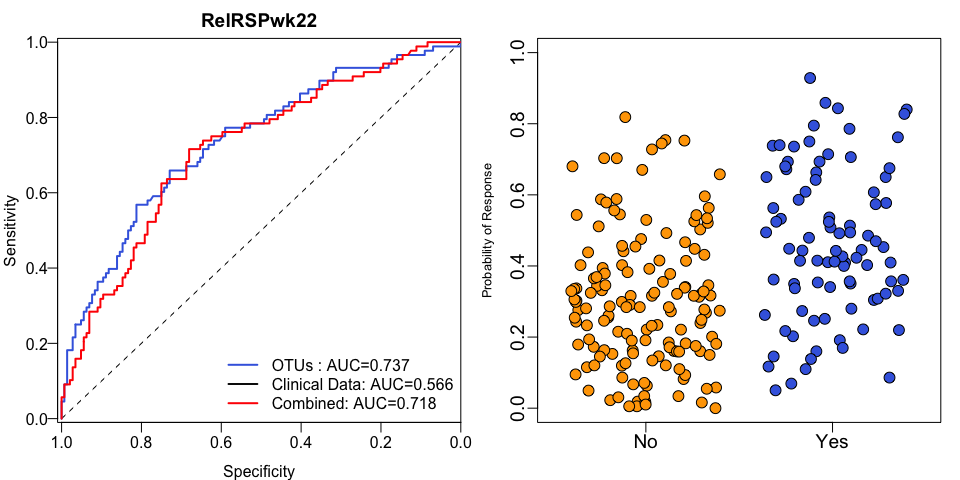 RelRSPwk22
1.0
0.8
0.6
0.4
0.2
0.0
Sensitivity
OTUs : AUC=0.737
Clinical Data: AUC=0.566
Combined: AUC=0.718
1.0 0.8 0.6 0.4 0.2 0.0
Specificity
1.0
0.8
0.6
0.4
0.2
0.0
Probability of Response
No Yes